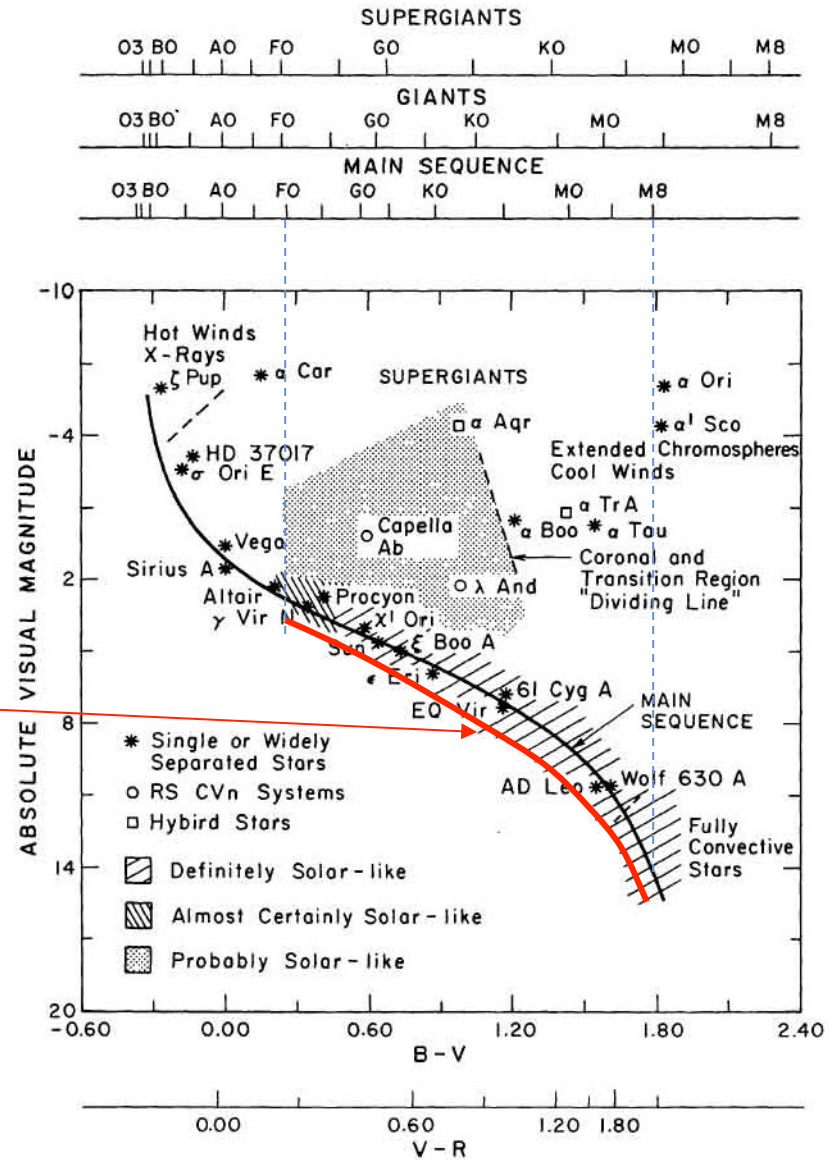 SUPERGIANTS
O3 BO AO FO GO KO MO M8
GIANTS
O3 BO AO FO GO KO MO M8
MAIN SEQUENCE
O3 BO AO FO GO KO MO M8
-10
Hot Winds
X-Rays
ζ Pup
α Car
SUPERGIANTS
α Ori
-4
α Aqr
α' Sco
HD 37017
σ Ori E
Extended Chromospheres
Cool Winds
α TrA
α Boo
α Tau
Vega
Capella
Ab
Coronal and
Transition Region
"Dividing Line"
Sirius A
2
λ And
Altair
Procyon
γ Vir N
χ' Ori
Sun
ξ Boo A
ε Eri
61 Cyg A
EQ Vir
MAIN
SEQUENCE
8
ABSOLUTE VISUAL MAGNITUDE
Single or Widely
Separated Stars
RS CVn Systems
Hybird Stars
AD Leo
Wolf 630 A
Fully
Convective
Stars
14
Definitely Solar-like
Almost Certainly Solar-like
Probably Solar-like
20
-0.60 0.00 0.60 1.20 1.80 2.40
B-V
0.00 0.60 1.20 1.80
V-R